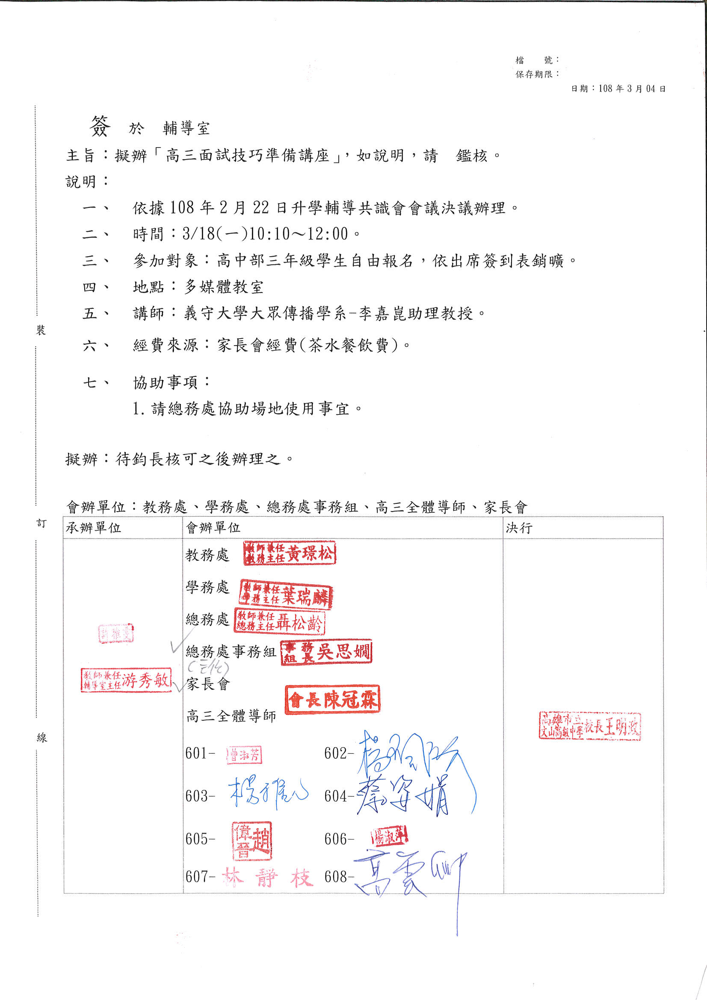 檔　　號：
保存期限：
日期：108 年 3 月 04 日
簽　於　輔導室
主旨：擬辦「高三面試技巧準備講座」，如說明，請　鑑核。
說明：
一、　依據 108 年 2 月 22 日升學輔導共識會會議決議辦理。
二、　時間：3/18(一)10:10～12:00。
三、　參加對象：高中部三年級學生自由報名，依出席簽到表銷曠。
四、　地點：多媒體教室
五、　講師：義守大學大眾傳播學系-李嘉崑助理教授。
裝
六、　經費來源：家長會經費(茶水餐飲費)。
七、　協助事項：
1. 請總務處協助場地使用事宜。
擬辦：待鈞長核可之後辦理之。
會辦單位：教務處、學務處、總務處事務組、高三全體導師、家長會
訂
承辦單位　會辦單位　決行
教務處　教師兼任教務主任黃璟松
學務處　教師兼任學務主任葉瑞麟
總務處　教師兼任總務主任聶松齡
許雅雯
總務處事務組　事務組長吳思嫺
教師兼任輔導室主任游秀敏
家長會　會長陳冠霖
高三全體導師
高雄市立文山高級中學校長王明政
線
601- 曾淑芳　602- 楊
603- 楊雅　604- 蔡姿娟
605- 趙偉晉　606- 楊淑萍
607- 林靜枝　608- 高雲卿